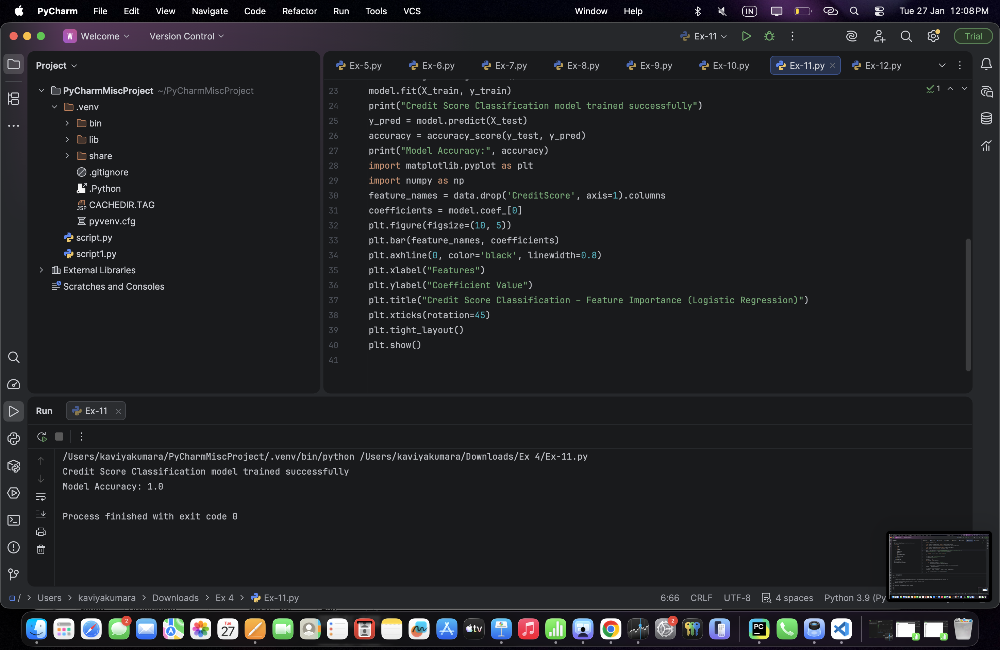 PyCharm File Edit View Navigate Code Refactor Run Tools VCS Window Help IN Tue 27 Jan 12:08 PM
W Welcome Version Control Ex-11 Trial
Project
Ex-5.py Ex-6.py Ex-7.py Ex-8.py Ex-9.py Ex-10.py Ex-11.py Ex-12.py
PyCharmMiscProject ~/PyCharmMiscProject
.venv
bin
lib
share
.gitignore
.Python
JSP CACHEDIR.TAG
pyvenv.cfg
script.py
script1.py
External Libraries
Scratches and Consoles
1
23 model.fit(X_train, y_train)
24 print("Credit Score Classification model trained successfully")
25 y_pred = model.predict(X_test)
26 accuracy = accuracy_score(y_test, y_pred)
27 print("Model Accuracy:", accuracy)
28 import matplotlib.pyplot as plt
29 import numpy as np
30 feature_names = data.drop('CreditScore', axis=1).columns
31 coefficients = model.coef_[0]
32 plt.figure(figsize=(10, 5))
33 plt.bar(feature_names, coefficients)
34 plt.axhline(0, color='black', linewidth=0.8)
35 plt.xlabel("Features")
36 plt.ylabel("Coefficient Value")
37 plt.title("Credit Score Classification - Feature Importance (Logistic Regression)")
38 plt.xticks(rotation=45)
39 plt.tight_layout()
40 plt.show()
41
Run Ex-11
/Users/kaviyakumara/PyCharmMiscProject/.venv/bin/python /Users/kaviyakumara/Downloads/Ex 4/Ex-11.py
Credit Score Classification model trained successfully
Model Accuracy: 1.0
Process finished with exit code 0
/ > Users > kaviyakumara > Downloads > Ex 4 > Ex-11.py 6:66 CRLF UTF-8 4 spaces Python 3.9 (Py
2 Tue 27 tv 2 PC